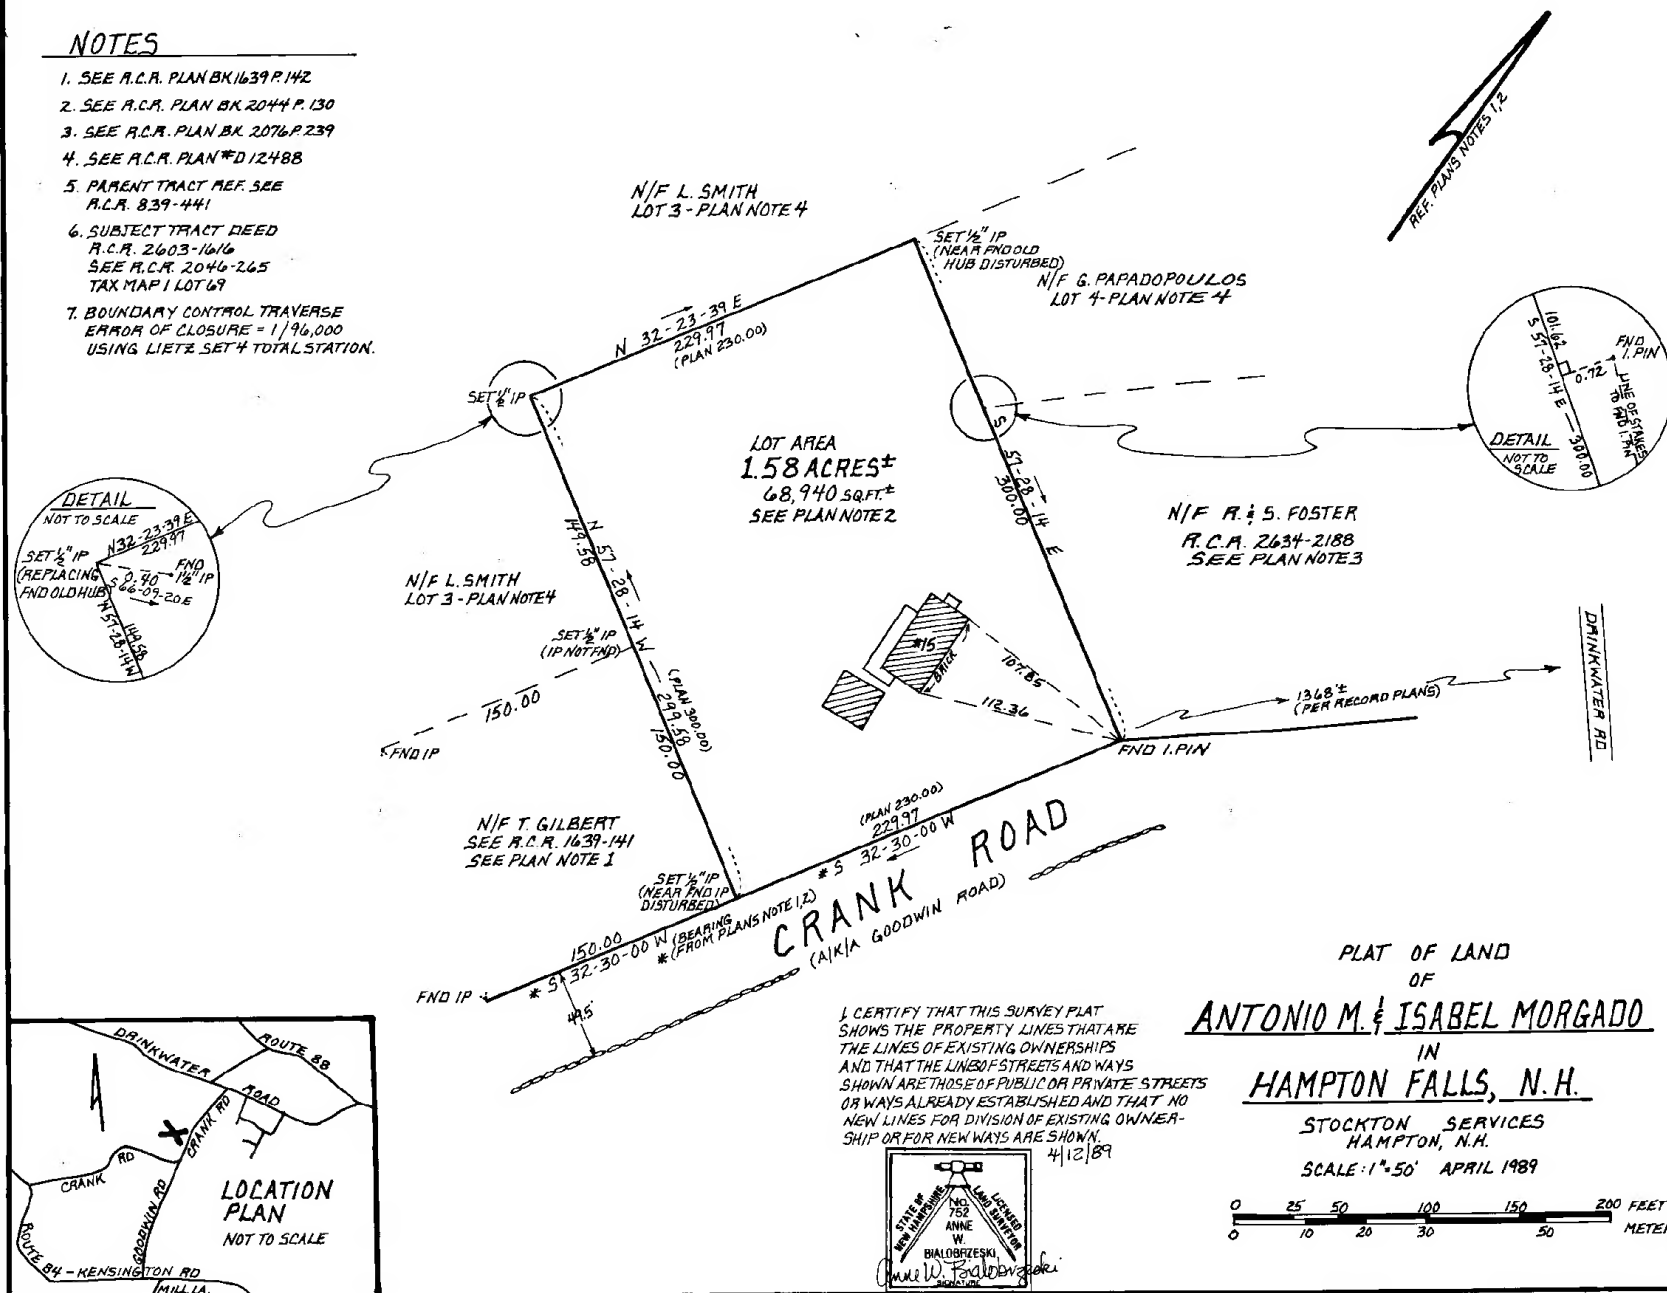 NOTES
1. SEE R.C.R. PLAN BK 1639 P. 142
2. SEE R.C.R. PLAN BK 2044 P. 130
3. SEE R.C.R. PLAN BK 2076 P. 239
4. SEE R.C.R. PLAN #D 12488
5. PARENT TRACT REF. SEE
R.C.R. 839-441
6. SUBJECT TRACT DEED
R.C.R. 2603-1616
SEE R.C.R. 2046-265
TAX MAP 1 LOT 69
7. BOUNDARY CONTROL TRAVERSE
ERROR OF CLOSURE = 1/96,000
USING LIETZ SET 4 TOTAL STATION.
REF. PLANS NOTES 1,2
N/F L. SMITH
LOT 3 - PLAN NOTE 4
SET ½" IP
(NEAR FND OLD
HUB DISTURBED)
N/F G. PAPADOPOULOS
LOT 4 - PLAN NOTE 4
N 32-23-39 E
229.97
(PLAN 230.00)
SET ½" IP
101.62
S 57-28-14 E — 300.00
FND
I. PIN
0.72
LINE OF STAKES
TO FND I. PIN
DETAIL
NOT TO
SCALE
LOT AREA
1.58 ACRES±
68,940 SQ.FT.±
SEE PLAN NOTE 2
S 57-28-14 E
300.00
N/F R. & S. FOSTER
R.C.R. 2634-2188
SEE PLAN NOTE 3
DETAIL
NOT TO SCALE
N 32-23-39 E
229.97
SET ½" IP
(REPLACING
FND OLD HUB)
FND
1½" IP
0.40
S 66-09-20 E
149.58
N 57-28-14 W
N/F L. SMITH
LOT 3 - PLAN NOTE 4
149.58
N 57-28-14 W — 299.58
(PLAN 300.00)
150.00
SET ½" IP
(IP NOT FND)
150.00
FND IP
#15
BRICK
107.85
112.36
1368'±
(PER RECORD PLANS)
DRINKWATER RD
FND I. PIN
N/F T. GILBERT
SEE R.C.R. 1639-141
SEE PLAN NOTE 1
SET ½" IP
(NEAR FND IP
DISTURBED)
(PLAN 230.00)
229.97
* S 32-30-00 W
CRANK ROAD
(A/K/A GOODWIN ROAD)
150.00
* S 32-30-00 W (BEARING
* (FROM PLANS NOTE 1,2)
FND IP
49.5'
PLAT OF LAND
OF
ANTONIO M. & ISABEL MORGADO
IN
HAMPTON FALLS, N.H.
STOCKTON SERVICES
HAMPTON, N.H.
SCALE: 1"=50' APRIL 1989
0 25 50 100 150 200 FEET
0 10 20 30 50 METE
I CERTIFY THAT THIS SURVEY PLAT
SHOWS THE PROPERTY LINES THAT ARE
THE LINES OF EXISTING OWNERSHIPS
AND THAT THE LINES OF STREETS AND WAYS
SHOWN ARE THOSE OF PUBLIC OR PRIVATE STREETS
OR WAYS ALREADY ESTABLISHED AND THAT NO
NEW LINES FOR DIVISION OF EXISTING OWNER-
SHIP OR FOR NEW WAYS ARE SHOWN.
4/12/89
STATE OF
NEW HAMPSHIRE
LICENSED
LAND SURVEYOR
No.
752
ANNE
W.
BIALOBRZESKI
Anne W. Bialobrzeski
SIGNATURE
DRINKWATER ROAD
ROUTE 88
CRANK RD
CRANK RD
GOODWIN RD
ROUTE 84 - KENSINGTON RD
MILL LA.
LOCATION
PLAN
NOT TO SCALE